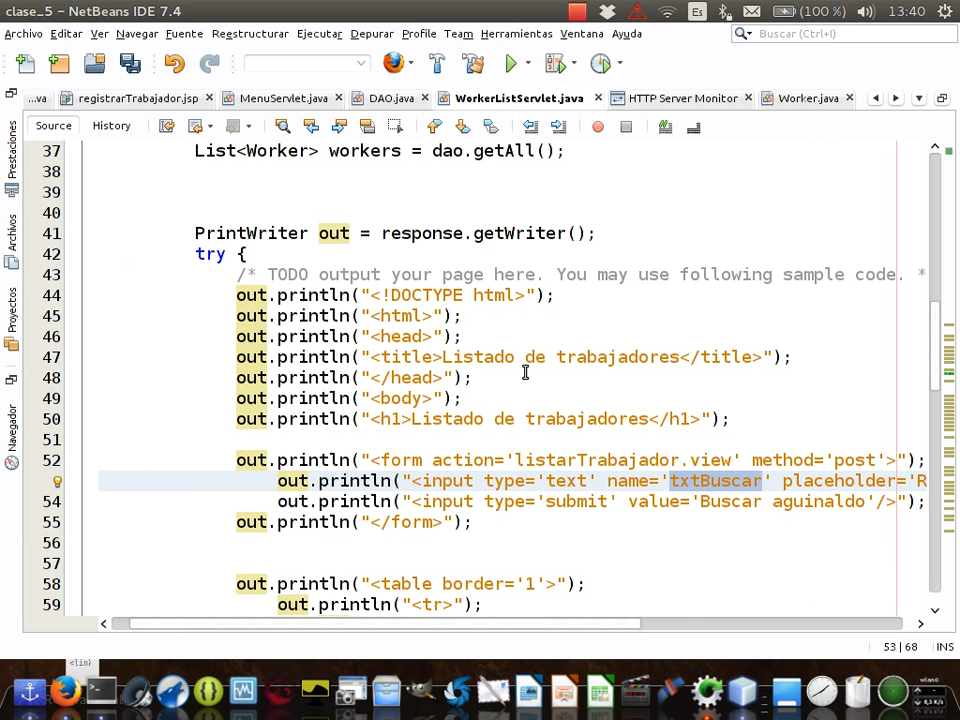 clase_5 - NetBeans IDE 7.4
Es
(100 %)
13:40
Archivo Editar Ver Navegar Fuente Reestructurar Ejecutar Depurar Profile Team Herramientas Ventana Ayuda
Buscar (Ctrl+I)
...va registrarTrabajador.jsp MenuServlet.java DAO.java WorkerListServlet.java HTTP Server Monitor Worker.java
Source History
Prestaciones
Archivos
Proyectos
Navegador
37 List<Worker> workers = dao.getAll();
38
39
40
41 PrintWriter out = response.getWriter();
42 try {
43 /* TODO output your page here. You may use following sample code. *
44 out.println("<!DOCTYPE html>");
45 out.println("<html>");
46 out.println("<head>");
47 out.println("<title>Listado de trabajadores</title>");
48 out.println("</head>");
49 out.println("<body>");
50 out.println("<h1>Listado de trabajadores</h1>");
51
52 out.println("<form action='listarTrabajador.view' method='post'>");
out.println("<input type='text' name='txtBuscar' placeholder='R
54 out.println("<input type='submit' value='Buscar aguinaldo'/>");
55 out.println("</form>");
56
57
58 out.println("<table border='1'>");
59 out.println("<tr>");
53 | 68 INS
wlan0